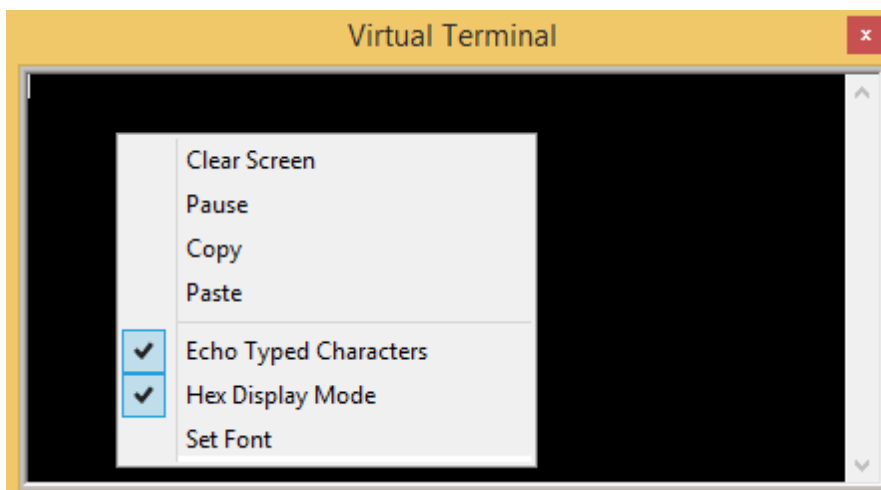 Virtual Terminal
x
Clear Screen
Pause
Copy
Paste
Echo Typed Characters
Hex Display Mode
Set Font